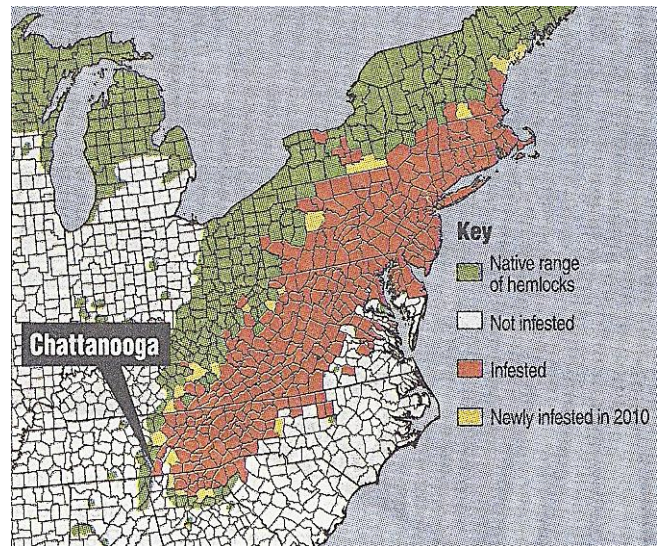 Key
Native range
of hemlocks
Not infested
Infested
Newly infested in 2010
Chattanooga